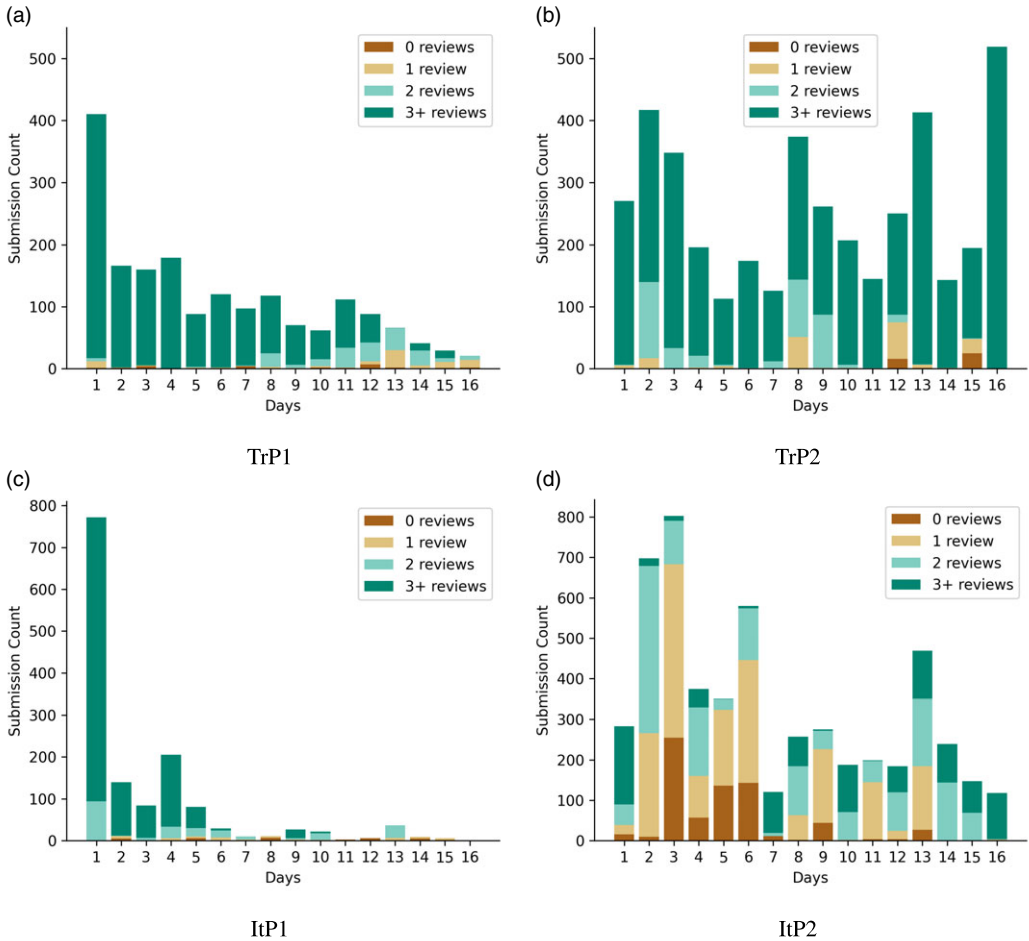 (a)
500
400
300
200
100
0
Submission Count
0 reviews
1 review
2 reviews
3+ reviews
1 2 3 4 5 6 7 8 9 10 11 12 13 14 15 16
Days
TrP1
(b)
500
400
300
200
100
0
Submission Count
0 reviews
1 review
2 reviews
3+ reviews
1 2 3 4 5 6 7 8 9 10 11 12 13 14 15 16
Days
TrP2
(c)
800
700
600
500
400
300
200
100
0
Submission Count
0 reviews
1 review
2 reviews
3+ reviews
1 2 3 4 5 6 7 8 9 10 11 12 13 14 15 16
Days
ItP1
(d)
800
700
600
500
400
300
200
100
0
Submission Count
0 reviews
1 review
2 reviews
3+ reviews
1 2 3 4 5 6 7 8 9 10 11 12 13 14 15 16
Days
ItP2